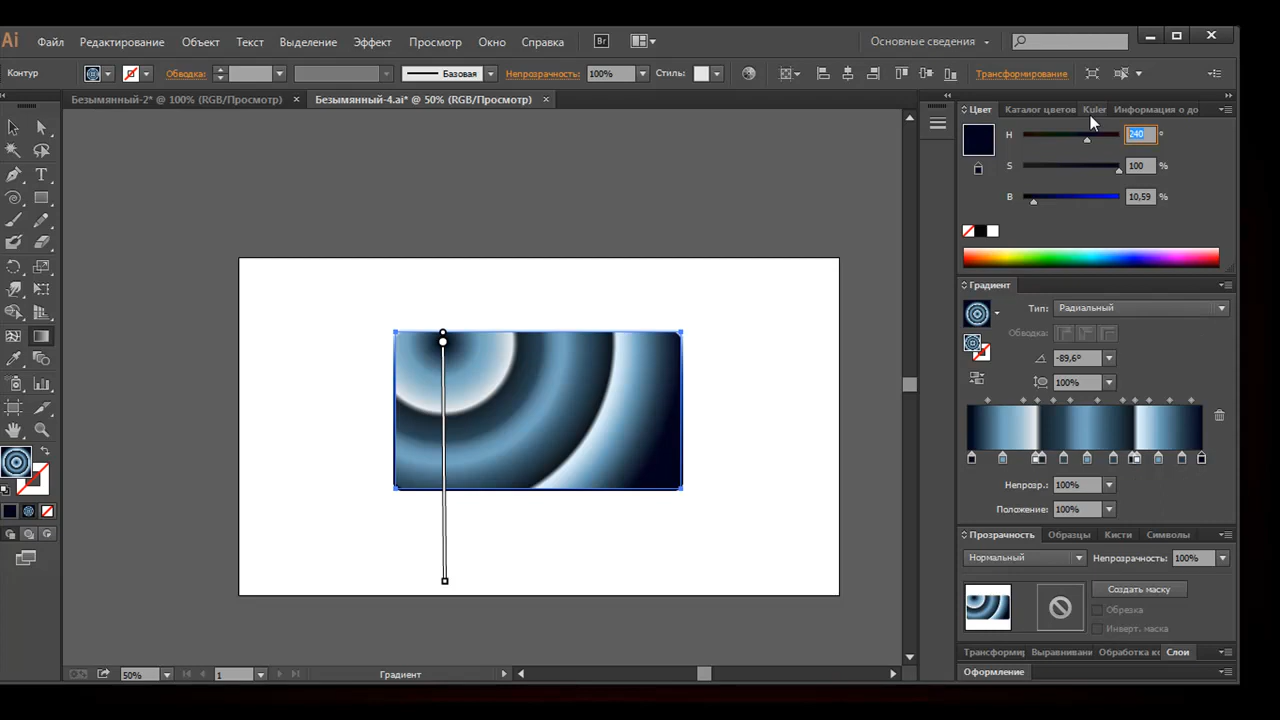 Ai Файл Редактирование Объект Текст Выделение Эффект Просмотр Окно Справка Br Основные сведения
Контур Обводка: Базовая Непрозрачность: 100% Стиль: Трансформирование
Безымянный-2* @ 100% (RGB/Просмотр) × Безымянный-4.ai* @ 50% (RGB/Просмотр) ×
Цвет Каталог цветов Kuler Информация о до
H 240 °
S 100 %
B 10,59 %
Градиент
Тип: Радиальный
Обводка:
-89,6°
100%
Непрозр.: 100%
Положение: 100%
Прозрачность Образцы Кисти Символы
Нормальный Непрозрачность: 100%
Создать маску
Обрезка
Инверт. маска
Трансформир Выравнивани Обработка ко Слои
Оформление
50% 1 Градиент